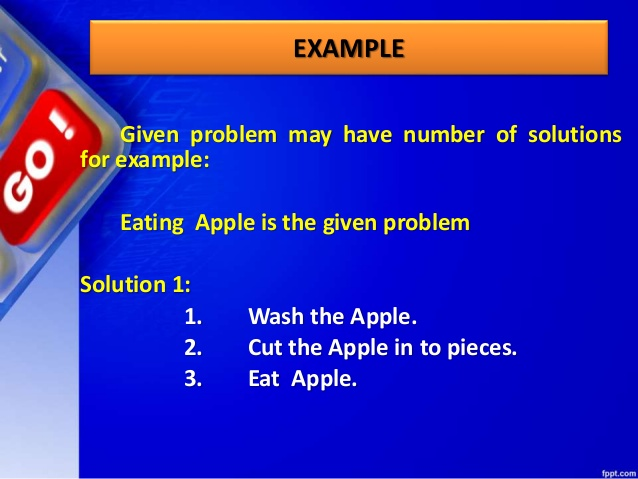 EXAMPLE
GO!
Given problem may have number of solutions
for example:
Eating Apple is the given problem
Solution 1:
1. Wash the Apple.
2. Cut the Apple in to pieces.
3. Eat Apple.
fppt.com